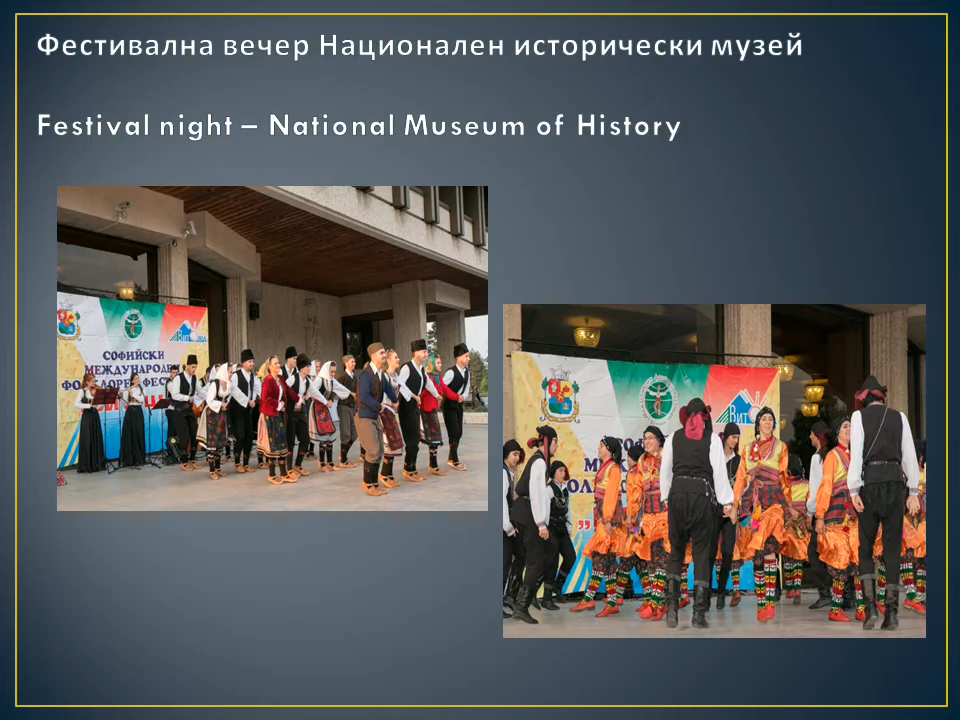 Фестивална вечер Национален исторически музей
Festival night – National Museum of History
СОФИЙСКИ
МЕЖДУНАРОДЕН